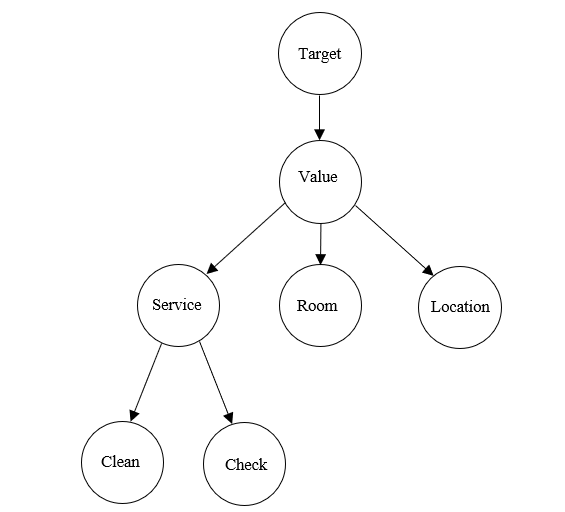 Target
Value
Service
Room
Location
Clean
Check